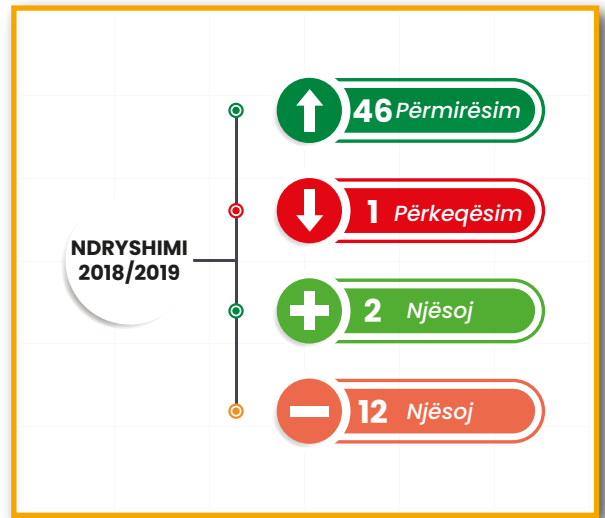 NDRYSHIMI
2018/2019
46 Përmirësim
1 Përkeqësim
2 Njësoj
12 Njësoj